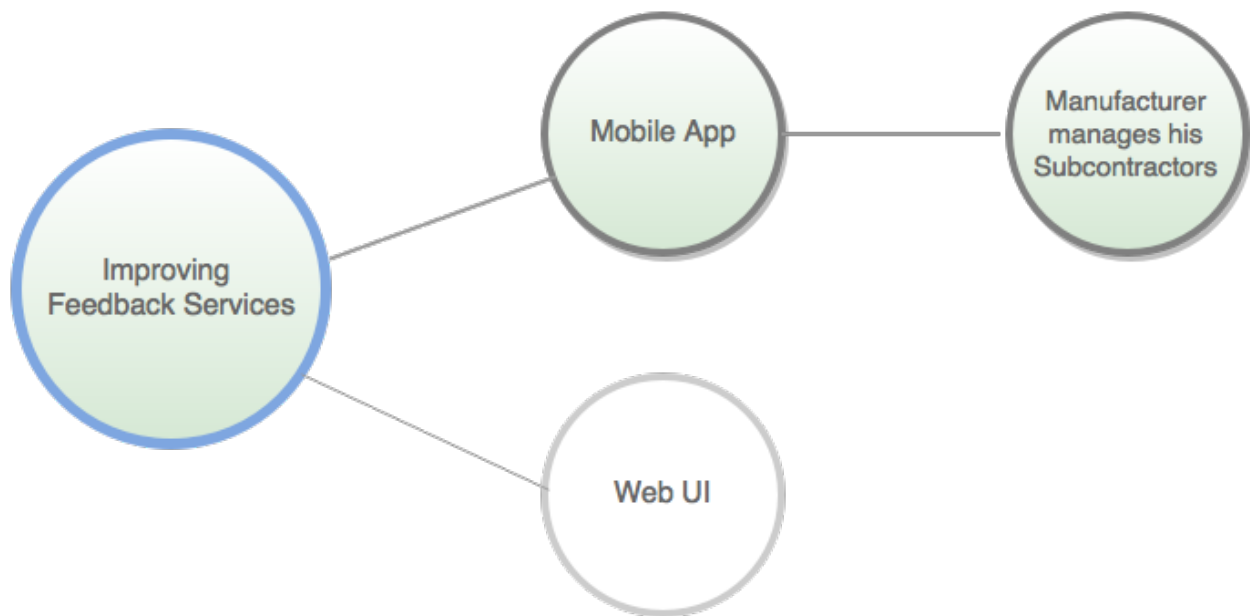 Improving
Feedback Services
Mobile App
Manufacturer
manages his
Subcontractors
Web UI